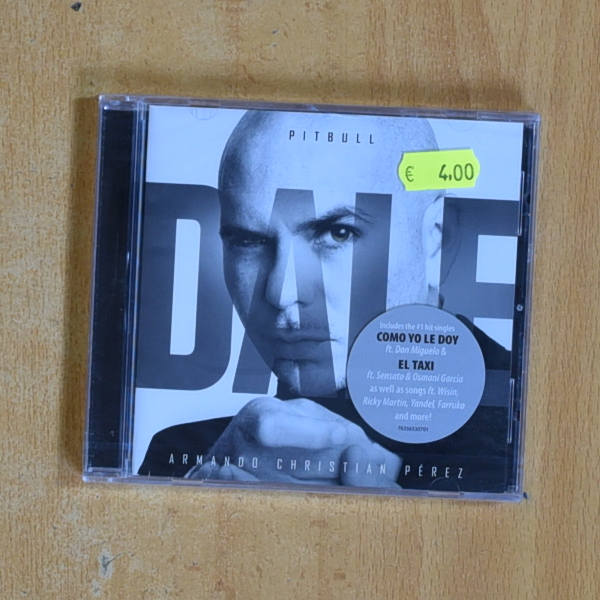 PITBULL
€ 4,00
DALE
Includes the #1 hit singles
COMO YO LE DOY
ft. Don Miguelo &
EL TAXI
ft. Sensato & Osmani Garcia
as well as songs ft. Wisin,
Ricky Martin, Yandel, Farruko
and more!
ARMANDO CHRISTIAN PÉREZ